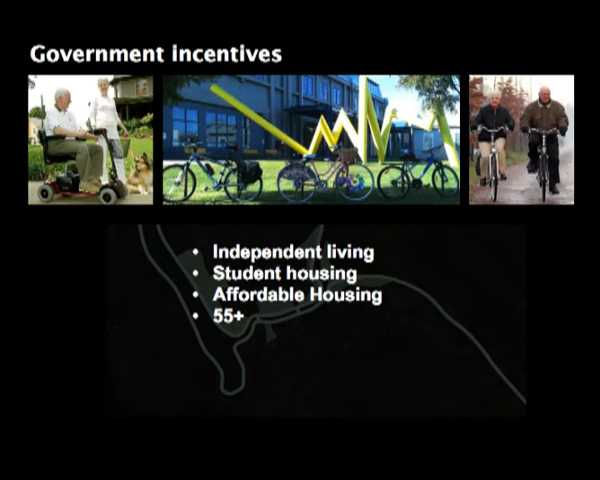 Government incentives
• Independent living
• Student housing
• Affordable Housing
• 55+